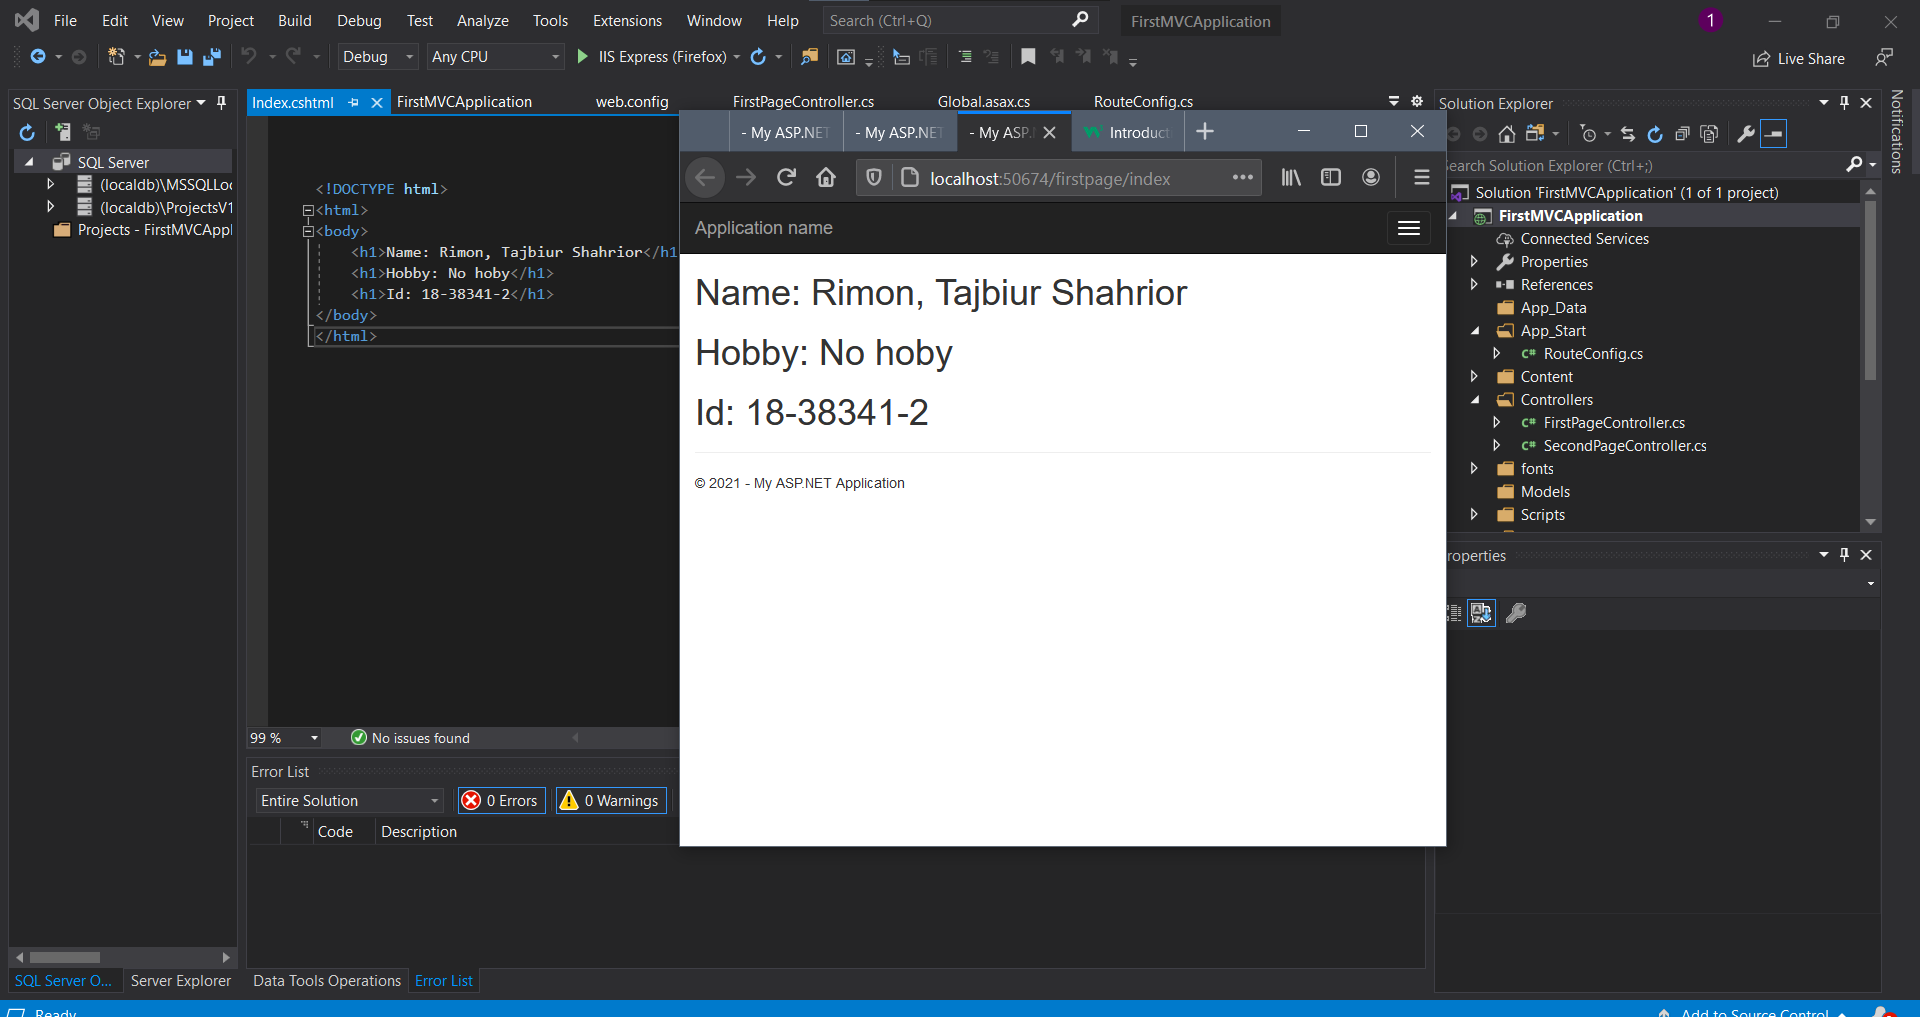 File Edit View Project Build Debug Test Analyze Tools Extensions Window Help Search (Ctrl+Q) FirstMVCApplication 1
Debug Any CPU IIS Express (Firefox) Live Share
SQL Server Object Explorer
SQL Server
(localdb)\MSSQLLoc
(localdb)\ProjectsV1
Projects - FirstMVCAppl
Index.cshtml FirstMVCApplication web.config FirstPageController.cs Global.asax.cs RouteConfig.cs
<!DOCTYPE html>
<html>
<body>
<h1>Name: Rimon, Tajbiur Shahrior</h1
<h1>Hobby: No hoby</h1>
<h1>Id: 18-38341-2</h1>
</body>
</html>
- My ASP.NET - My ASP.NET - My ASP. Introduct
localhost:50674/firstpage/index
Application name
Name: Rimon, Tajbiur Shahrior
Hobby: No hoby
Id: 18-38341-2
© 2021 - My ASP.NET Application
99 % No issues found
Error List
Entire Solution 0 Errors 0 Warnings
Code Description
SQL Server O... Server Explorer Data Tools Operations Error List
Solution Explorer
Search Solution Explorer (Ctrl+;)
Solution 'FirstMVCApplication' (1 of 1 project)
FirstMVCApplication
Connected Services
Properties
References
App_Data
App_Start
RouteConfig.cs
Content
Controllers
FirstPageController.cs
SecondPageController.cs
fonts
Models
Scripts
roperties
Notifications
Ready Add to Source Control